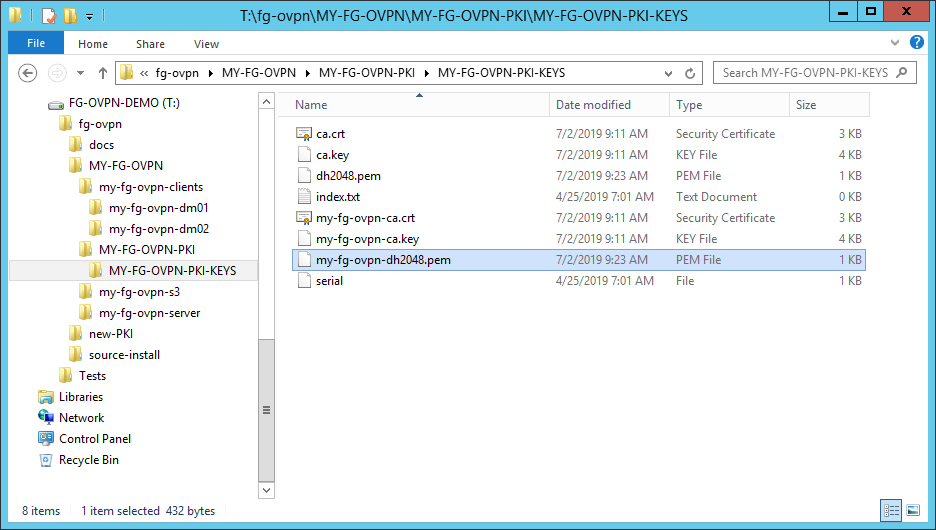 T:\fg-ovpn\MY-FG-OVPN\MY-FG-OVPN-PKI\MY-FG-OVPN-PKI-KEYS
File Home Share View
« fg-ovpn MY-FG-OVPN MY-FG-OVPN-PKI MY-FG-OVPN-PKI-KEYS Search MY-FG-OVPN-PKI-KEYS
FG-OVPN-DEMO (T:)
fg-ovpn
docs
MY-FG-OVPN
my-fg-ovpn-clients
my-fg-ovpn-dm01
my-fg-ovpn-dm02
MY-FG-OVPN-PKI
MY-FG-OVPN-PKI-KEYS
my-fg-ovpn-s3
my-fg-ovpn-server
new-PKI
source-install
Tests
Libraries
Network
Control Panel
Recycle Bin
Name Date modified Type Size
ca.crt 7/2/2019 9:11 AM Security Certificate 3 KB
ca.key 7/2/2019 9:11 AM KEY File 4 KB
dh2048.pem 7/2/2019 9:23 AM PEM File 1 KB
index.txt 4/25/2019 7:01 AM Text Document 0 KB
my-fg-ovpn-ca.crt 7/2/2019 9:11 AM Security Certificate 3 KB
my-fg-ovpn-ca.key 7/2/2019 9:11 AM KEY File 4 KB
my-fg-ovpn-dh2048.pem 7/2/2019 9:23 AM PEM File 1 KB
serial 4/25/2019 7:01 AM File 1 KB
8 items 1 item selected 432 bytes